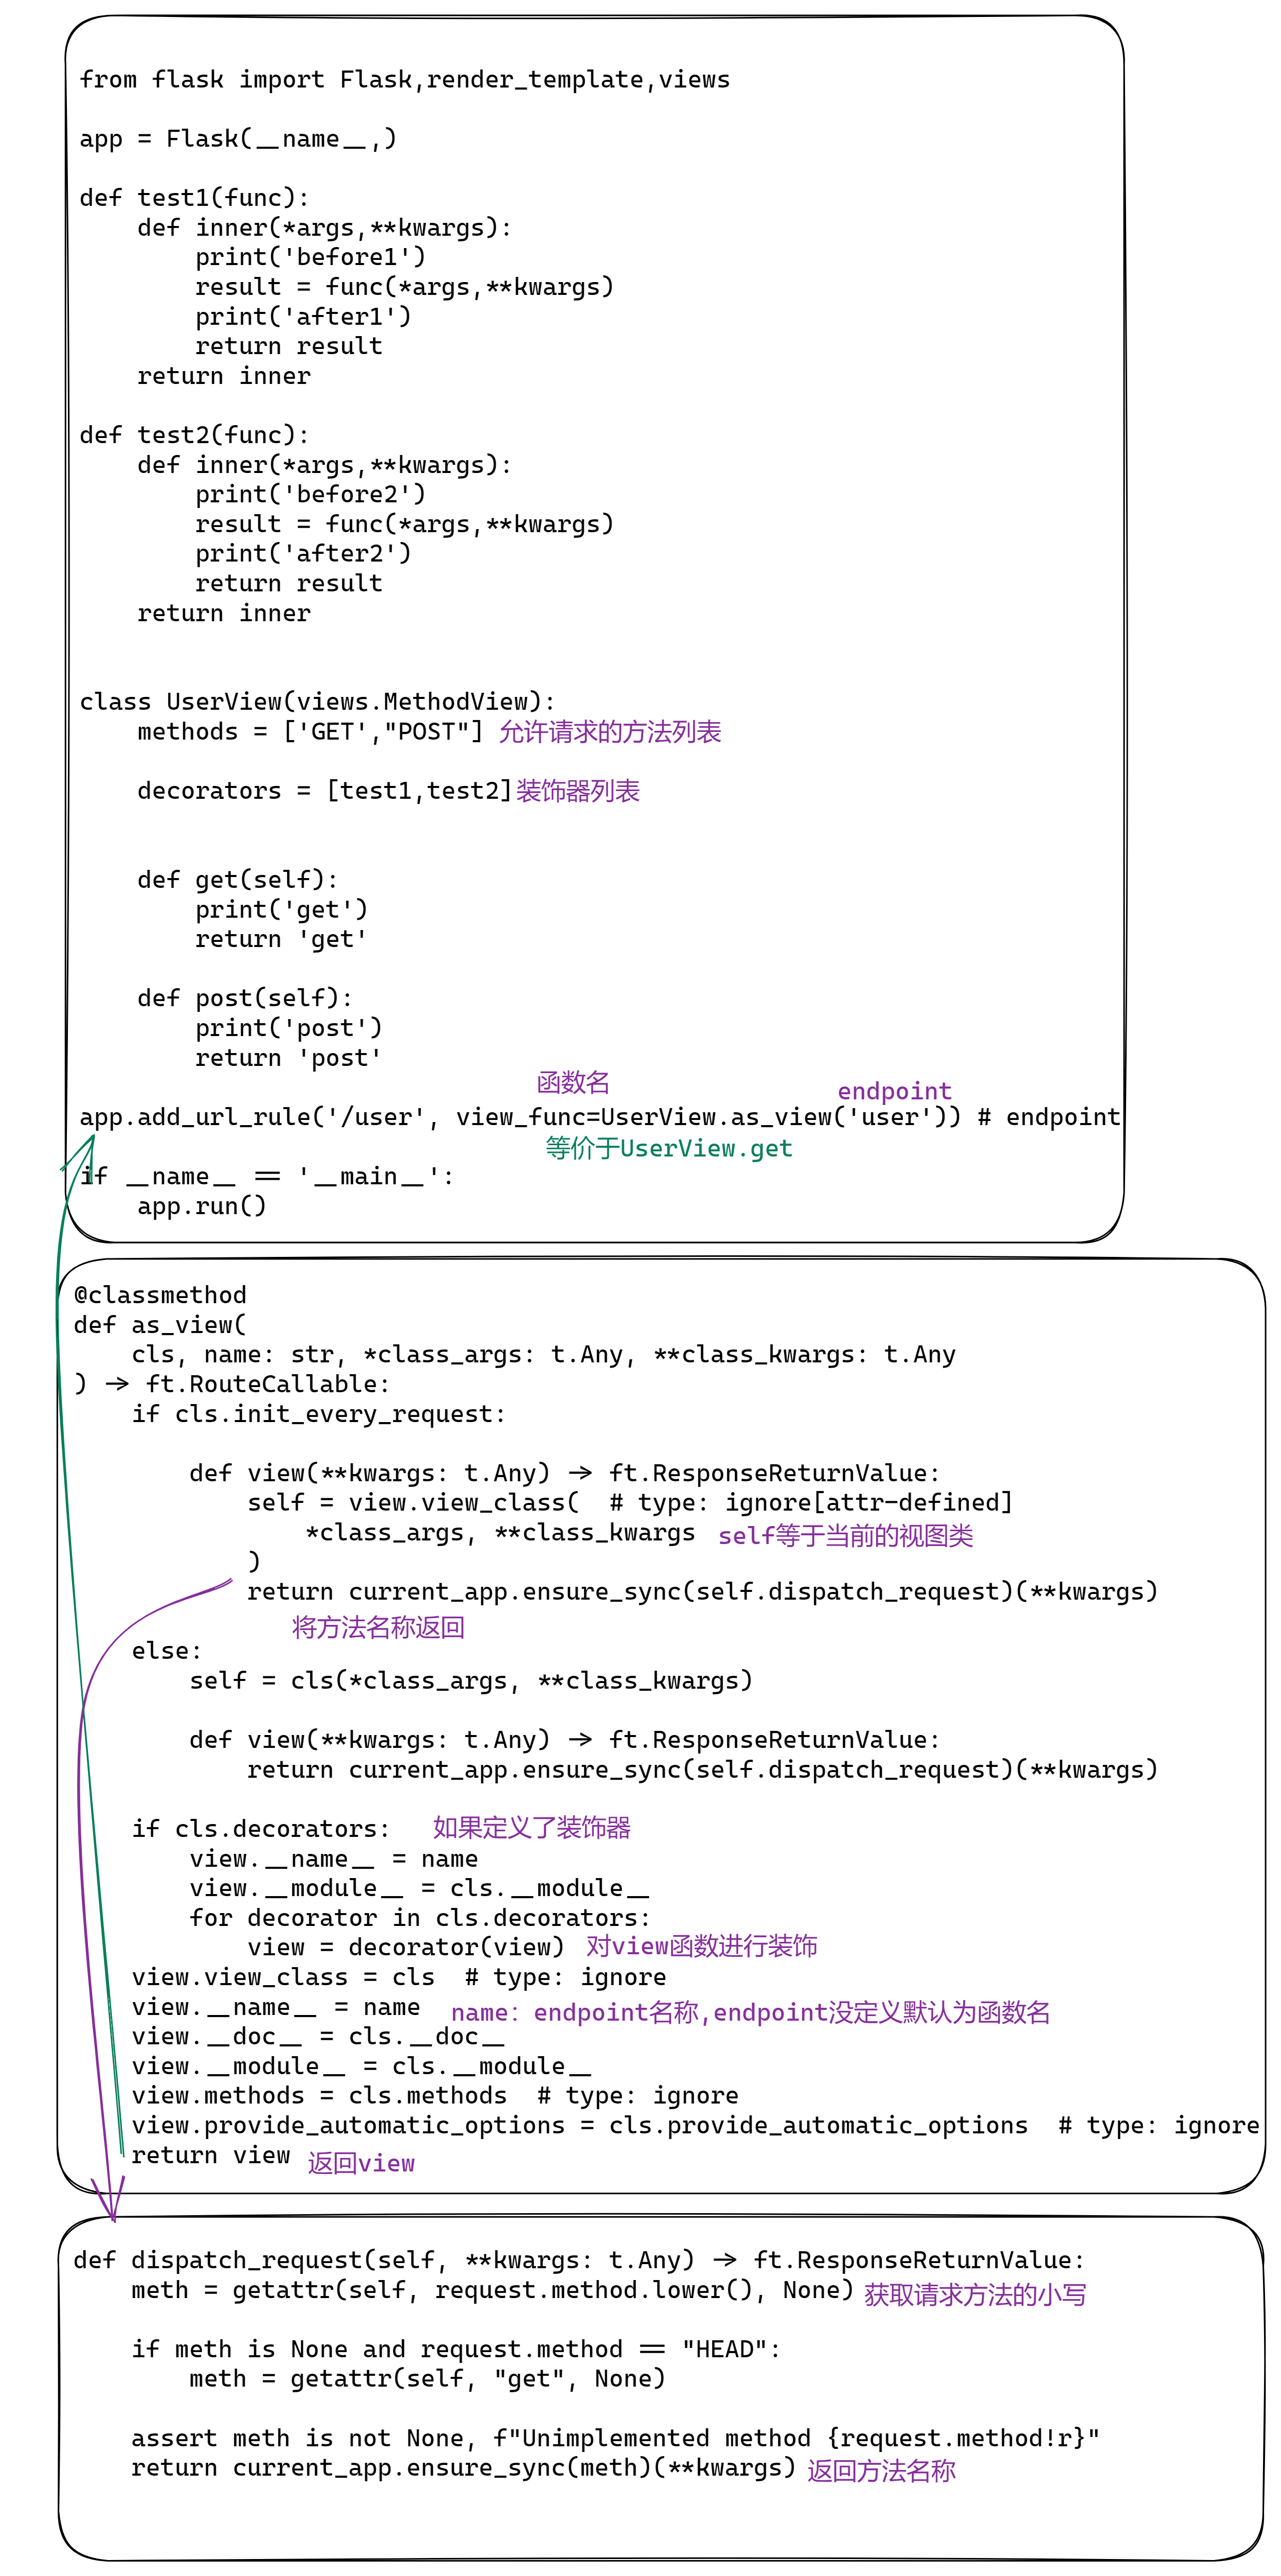 from flask import Flask,render_template,views
app = Flask(__name__,)
def test1(func):
    def inner(*args,**kwargs):
        print('before1')
        result = func(*args,**kwargs)
        print('after1')
        return result
    return inner
def test2(func):
    def inner(*args,**kwargs):
        print('before2')
        result = func(*args,**kwargs)
        print('after2')
        return result
    return inner
class UserView(views.MethodView):
    methods = ['GET',"POST"] 允许请求的方法列表
    decorators = [test1,test2] 装饰器列表
    def get(self):
        print('get')
        return 'get'
    def post(self):
        print('post')
        return 'post'
函数名 endpoint
app.add_url_rule('/user', view_func=UserView.as_view('user')) # endpoint
等价于UserView.get
if __name__ == '__main__':
    app.run()
@classmethod
def as_view(
    cls, name: str, *class_args: t.Any, **class_kwargs: t.Any
) -> ft.RouteCallable:
    if cls.init_every_request:
        def view(**kwargs: t.Any) -> ft.ResponseReturnValue:
            self = view.view_class(  # type: ignore[attr-defined]
                *class_args, **class_kwargs self等于当前的视图类
            )
            return current_app.ensure_sync(self.dispatch_request)(**kwargs)
将方法名称返回
    else:
        self = cls(*class_args, **class_kwargs)
        def view(**kwargs: t.Any) -> ft.ResponseReturnValue:
            return current_app.ensure_sync(self.dispatch_request)(**kwargs)
    if cls.decorators: 如果定义了装饰器
        view.__name__ = name
        view.__module__ = cls.__module__
        for decorator in cls.decorators:
            view = decorator(view) 对view函数进行装饰
    view.view_class = cls  # type: ignore
    view.__name__ = name name: endpoint名称,endpoint没定义默认为函数名
    view.__doc__ = cls.__doc__
    view.__module__ = cls.__module__
    view.methods = cls.methods  # type: ignore
    view.provide_automatic_options = cls.provide_automatic_options  # type: ignore
    return view 返回view
def dispatch_request(self, **kwargs: t.Any) -> ft.ResponseReturnValue:
    meth = getattr(self, request.method.lower(), None) 获取请求方法的小写
    if meth is None and request.method == "HEAD":
        meth = getattr(self, "get", None)
    assert meth is not None, f"Unimplemented method {request.method!r}"
    return current_app.ensure_sync(meth)(**kwargs) 返回方法名称